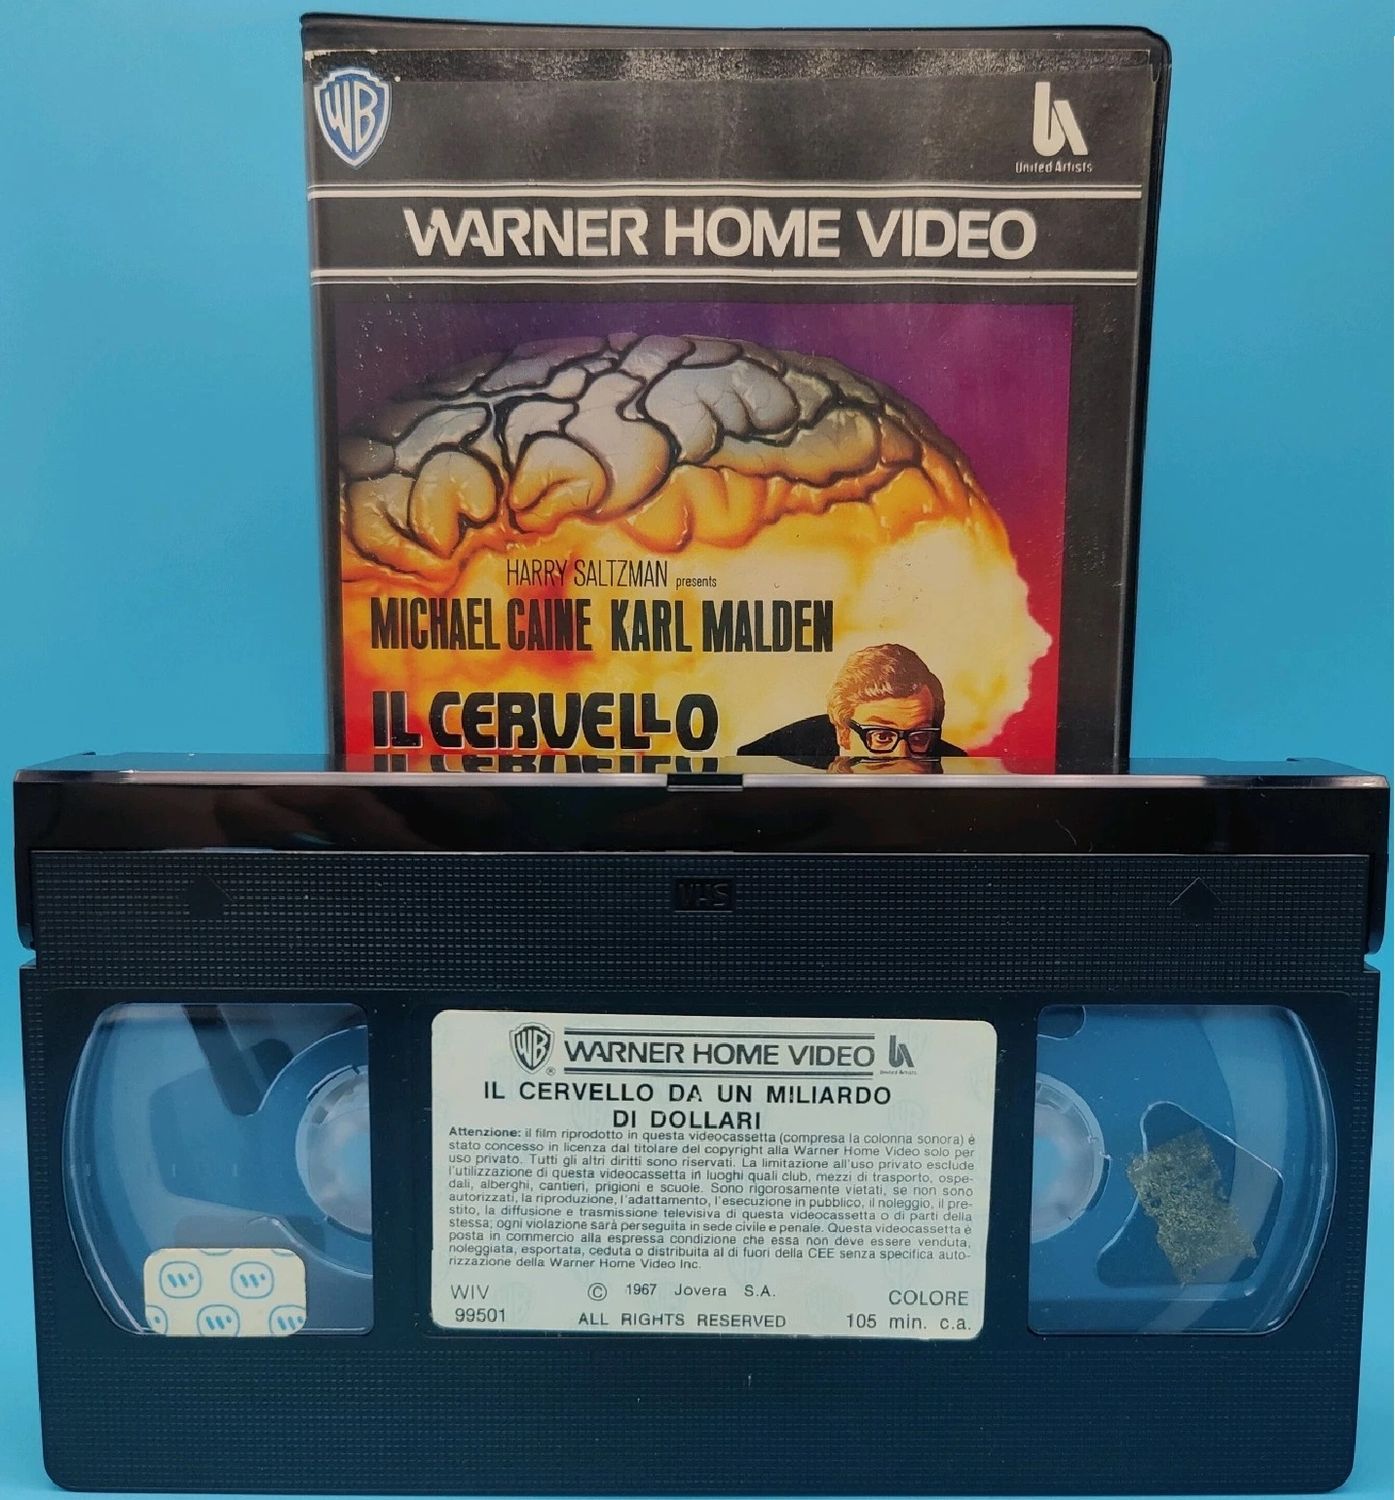 WB
United Artists
WARNER HOME VIDEO
HARRY SALTZMAN presents
MICHAEL CAINE KARL MALDEN
IL CERVELLO
VHS
WB WARNER HOME VIDEO
® United Artists
IL CERVELLO DA UN MILIARDO
DI DOLLARI
Attenzione: il film riprodotto in questa videocassetta (compresa la colonna sonora) è
stato concesso in licenza dal titolare del copyright alla Warner Home Video solo per
uso privato. Tutti gli altri diritti sono riservati. La limitazione all'uso privato esclude
l'utilizzazione di questa videocassetta in luoghi quali club, mezzi di trasporto, ospe-
dali, alberghi, cantieri, prigioni e scuole. Sono rigorosamente vietati, se non sono
autorizzati, la riproduzione, l'adattamento, l'esecuzione in pubblico, il noleggio, il pre-
stito, la diffusione e trasmissione televisiva di questa videocassetta o di parti della
stessa; ogni violazione sarà perseguita in sede civile e penale. Questa videocassetta è
posta in commercio alla espressa condizione che essa non deve essere venduta,
noleggiata, esportata, ceduta o distribuita al di fuori della CEE senza specifica auto-
rizzazione della Warner Home Video Inc.
WIV © 1967 Jovera S.A. COLORE
99501 ALL RIGHTS RESERVED 105 min. c.a.